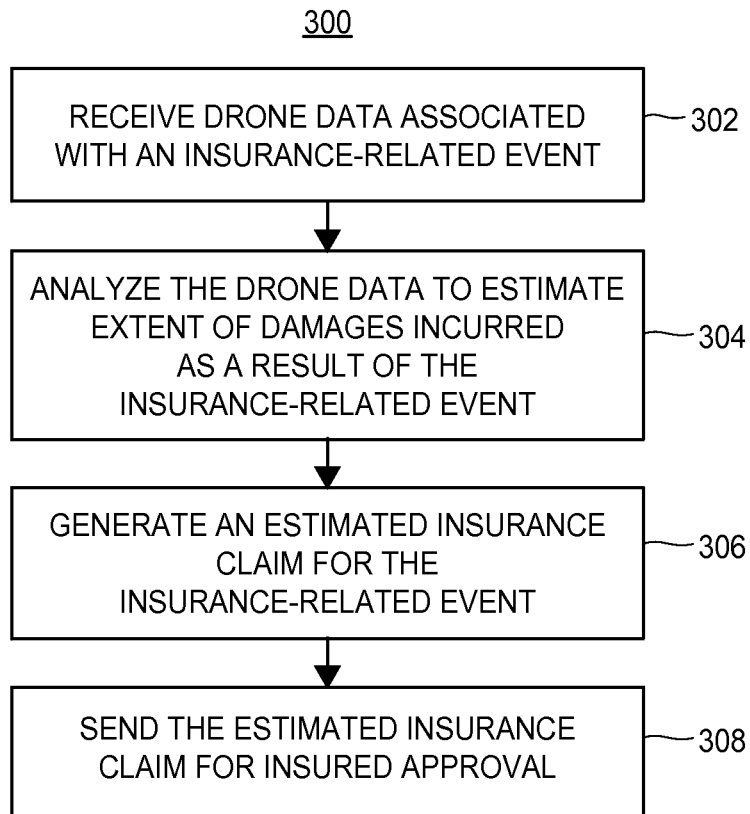 300
RECEIVE DRONE DATA ASSOCIATED
WITH AN INSURANCE-RELATED EVENT
302
ANALYZE THE DRONE DATA TO ESTIMATE
EXTENT OF DAMAGES INCURRED
AS A RESULT OF THE
INSURANCE-RELATED EVENT
304
GENERATE AN ESTIMATED INSURANCE
CLAIM FOR THE
INSURANCE-RELATED EVENT
306
SEND THE ESTIMATED INSURANCE
CLAIM FOR INSURED APPROVAL
308